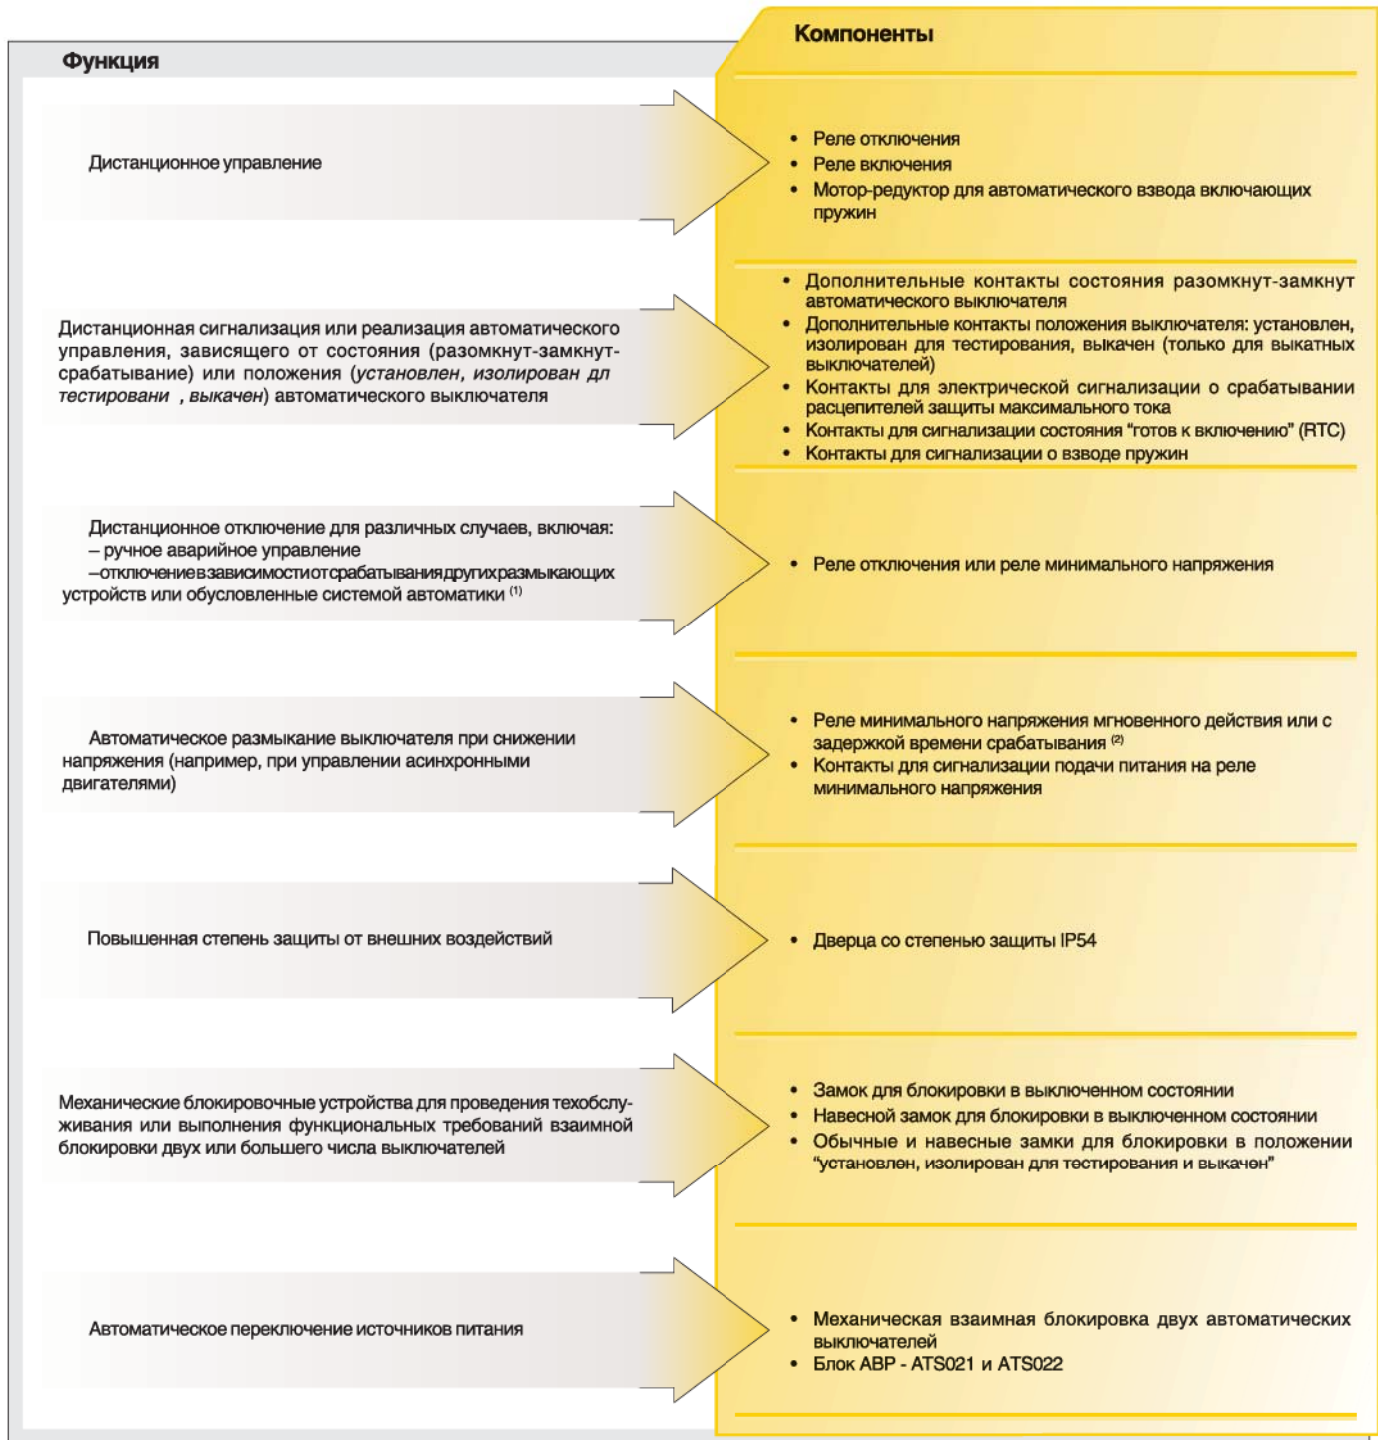 Компоненты
Функция
Дистанционное управление
• Реле отключения
• Реле включения
• Мотор-редуктор для автоматического взвода включающих
пружин
Дистанционная сигнализация или реализация автоматического
управления, зависящего от состояния (разомкнут-замкнут-
срабатывание) или положения (установлен, изолирован дл
тестировани , выкачен) автоматического выключателя
• Дополнительные контакты состояния разомкнут-замкнут
автоматического выключателя
• Дополнительные контакты положения выключателя: установлен,
изолирован для тестирования, выкачен (только для выкатных
выключателей)
• Контакты для электрической сигнализации о срабатывании
расцепителей защиты максимального тока
• Контакты для сигнализации состояния “готов к включению” (RTC)
• Контакты для сигнализации о взводе пружин
Дистанционное отключение для различных случаев, включая:
– ручное аварийное управление
–отключение в зависимости от срабатывания других размыкающих
устройств или обусловленные системой автоматики (1)
• Реле отключения или реле минимального напряжения
Автоматическое размыкание выключателя при снижении
напряжения (например, при управлении асинхронными
двигателями)
• Реле минимального напряжения мгновенного действия или с
задержкой времени срабатывания (2)
• Контакты для сигнализации подачи питания на реле
минимального напряжения
Повышенная степень защиты от внешних воздействий
• Дверца со степенью защиты IP54
Механические блокировочные устройства для проведения техобслу-
живания или выполнения функциональных требований взаимной
блокировки двух или большего числа выключателей
• Замок для блокировки в выключенном состоянии
• Навесной замок для блокировки в выключенном состоянии
• Обычные и навесные замки для блокировки в положении
“установлен, изолирован для тестирования и выкачен”
Автоматическое переключение источников питания
• Механическая взаимная блокировка двух автоматических
выключателей
• Блок АВР - ATS021 и ATS022